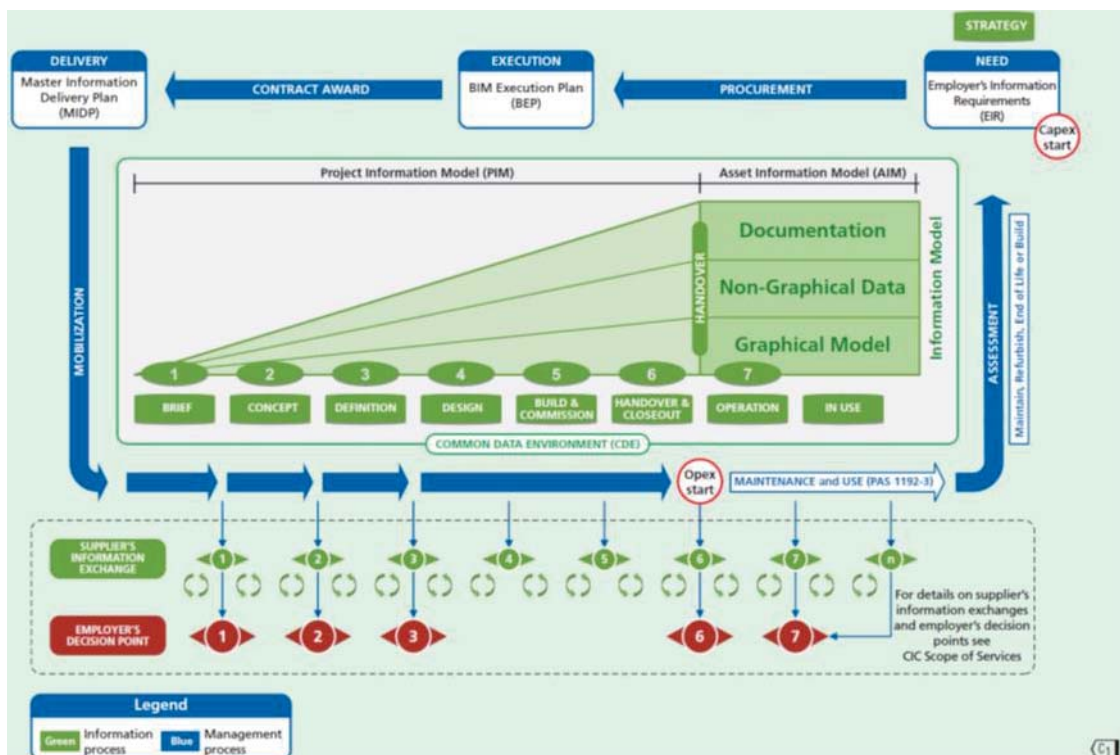 STRATEGY
DELIVERY
Master Information
Delivery Plan
(MIDP)
CONTRACT AWARD
EXECUTION
BIM Execution Plan
(BEP)
PROCUREMENT
NEED
Employer's Information
Requirements
(EIR)
Capex
start
Project Information Model (PIM)
Asset Information Model (AIM)
MOBILIZATION
HANDOVER
Documentation
Non-Graphical Data
Graphical Model
Information Model
ASSESSMENT
Maintain, Refurbish, End of Life or Build
1 2 3 4 5 6 7
BRIEF
CONCEPT
DEFINITION
DESIGN
BUILD &
COMMISSION
HANDOVER &
CLOSEOUT
OPERATION
IN USE
COMMON DATA ENVIRONMENT (CDE)
Opex
start
MAINTENANCE and USE (PAS 1192-3)
SUPPLIER'S
INFORMATION
EXCHANGE
1 2 3 4 5 6 7 n
EMPLOYER'S
DECISION POINT
1 2 3 6 7
For details on supplier's
information exchanges
and employer's decision
points see
CIC Scope of Services
Legend
Green Information
process
Blue Management
process